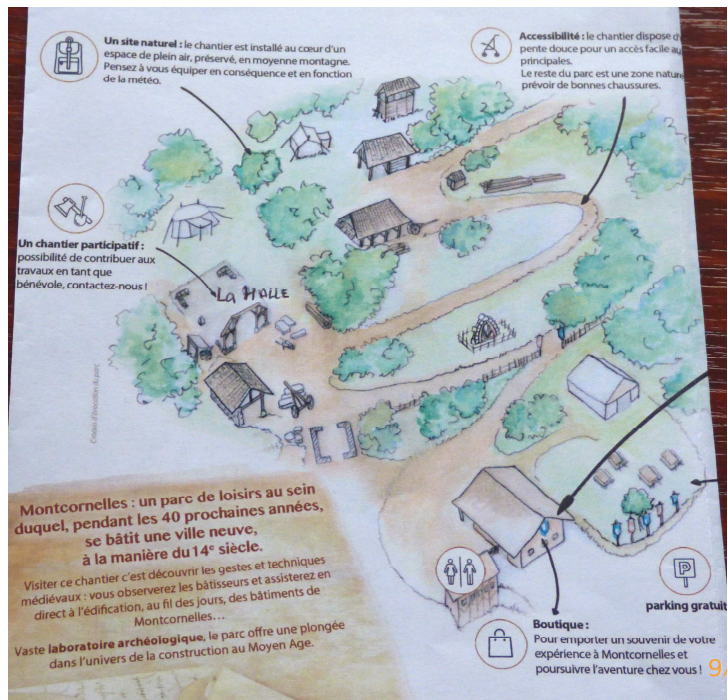 Un site naturel : le chantier est installé au cœur d'un
espace de plein air, préservé, en moyenne montagne.
Pensez à vous équiper en conséquence et en fonction
de la météo.
Accessibilité : le chantier dispose d'
pente douce pour un accès facile au
principales.
Le reste du parc est une zone natur
prévoir de bonnes chaussures.
Un chantier participatif :
possibilité de contribuer aux
travaux en tant que
bénévole, contactez-nous !
La HALLE
Croquis d'évocation du parc
Montcornelles : un parc de loisirs au sein
duquel, pendant les 40 prochaines années,
se bâtit une ville neuve,
à la manière du 14e siècle.
Visiter ce chantier c'est découvrir les gestes et techniques
médiévaux : vous observerez les bâtisseurs et assisterez en
direct à l'édification, au fil des jours, des bâtiments de
Montcornelles...
Vaste laboratoire archéologique, le parc offre une plongée
dans l'univers de la construction au Moyen Age.
P
parking gratuit
Boutique :
Pour emporter un souvenir de votre
expérience à Montcornelles et
poursuivre l'aventure chez vous !
9